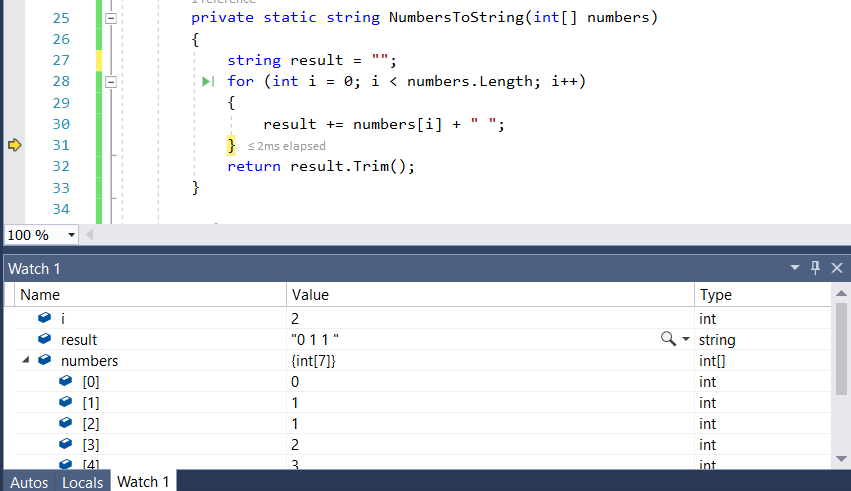 1 reference
25 private static string NumbersToString(int[] numbers)
26 {
27 string result = "";
28 for (int i = 0; i < numbers.Length; i++)
29 {
30 result += numbers[i] + " ";
31 } ≤ 2ms elapsed
32 return result.Trim();
33 }
34
100 %
Watch 1
Name Value Type
i 2 int
result "0 1 1 " string
numbers {int[7]} int[]
[0] 0 int
[1] 1 int
[2] 1 int
[3] 2 int
[4] 3 int
Autos Locals Watch 1